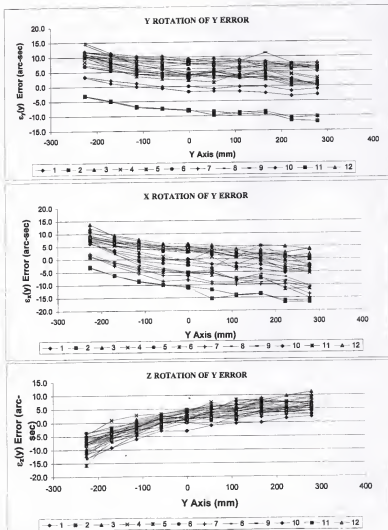 Y ROTATION OF Y ERROR
εy(y) Error (arc-sec)
20.0
15.0
10.0
5.0
0.0
-5.0
-10.0
-15.0
-300 -200 -100 0 100 200 300 400
Y Axis (mm)
1 2 3 4 5 6 7 8 9 10 11 12
X ROTATION OF Y ERROR
εx(y) Error (arc-sec)
20.0
15.0
10.0
5.0
0.0
-5.0
-10.0
-15.0
-20.0
-300 -200 -100 0 100 200 300 400
Y Axis (mm)
1 2 3 4 5 6 7 8 9 10 11 12
Z ROTATION OF Y ERROR
εz(y) Error (arc-
sec)
15.0
10.0
5.0
0.0
-5.0
-10.0
-15.0
-20.0
-300 -200 -100 0 100 200 300 400
Y Axis (mm)
1 2 3 4 5 6 7 8 9 10 11 12